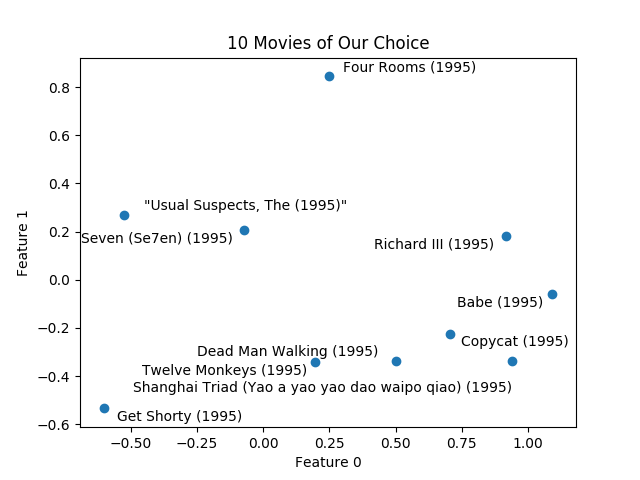 10 Movies of Our Choice
Four Rooms (1995)
"Usual Suspects, The (1995)"
Seven (Se7en) (1995)
Richard III (1995)
Babe (1995)
Copycat (1995)
Dead Man Walking (1995)
Twelve Monkeys (1995)
Shanghai Triad (Yao a yao yao dao waipo qiao) (1995)
Get Shorty (1995)
Feature 1
0.8
0.6
0.4
0.2
0.0
−0.2
−0.4
−0.6
−0.50 −0.25 0.00 0.25 0.50 0.75 1.00
Feature 0